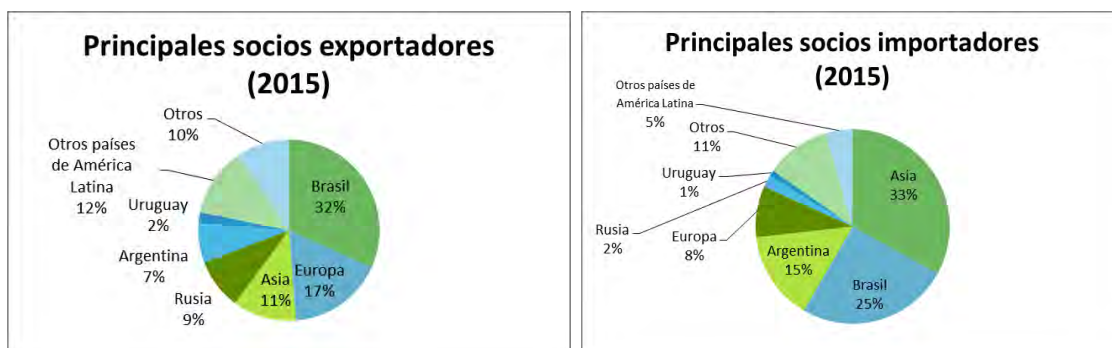 Principales socios exportadores
(2015)
Otros
10%
Otros países
de América
Latina
12%
Uruguay
2%
Argentina
7%
Rusia
9%
Asia
11%
Europa
17%
Brasil
32%
Principales socios importadores
(2015)
Otros países de
América Latina
5%
Otros
11%
Uruguay
1%
Rusia
2%
Europa
8%
Argentina
15%
Brasil
25%
Asia
33%